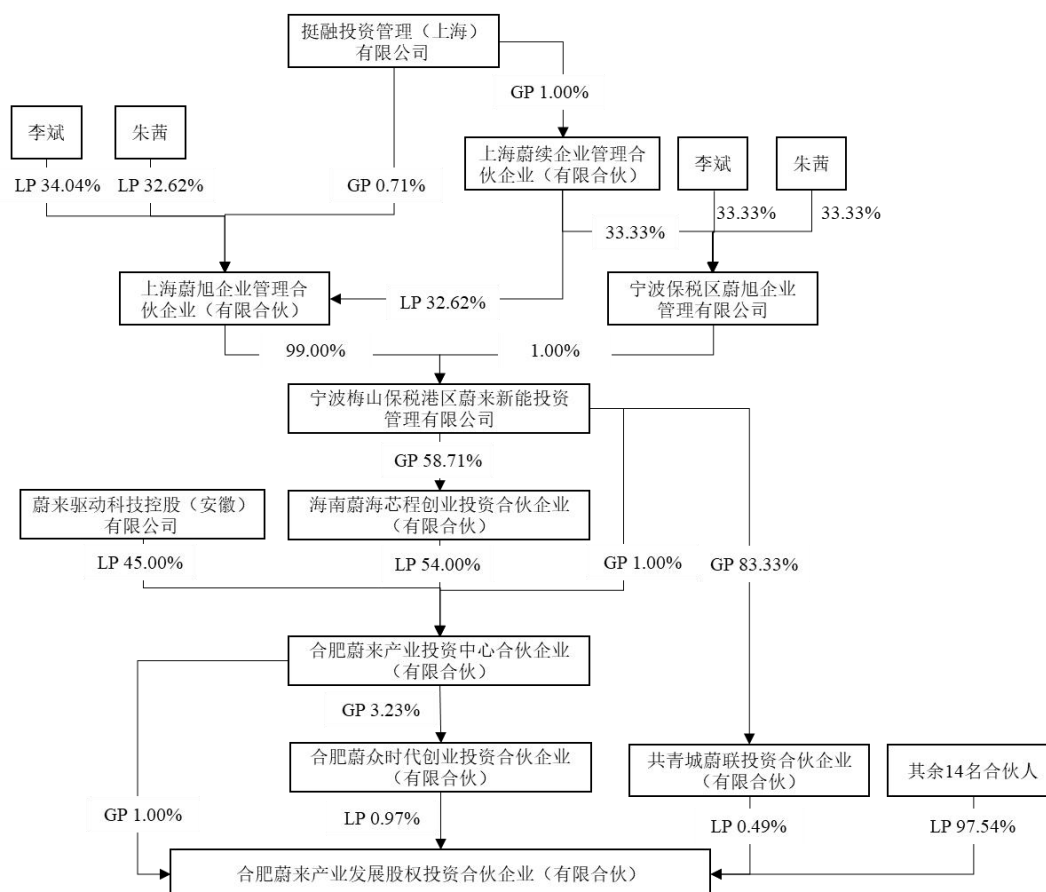 挺融投资管理（上海）
有限公司
GP 1.00%
李斌
朱茜
上海蔚续企业管理合
伙企业（有限合伙）
李斌
朱茜
LP 34.04%
LP 32.62%
GP 0.71%
33.33%
33.33%
33.33%
上海蔚旭企业管理合
伙企业（有限合伙）
LP 32.62%
宁波保税区蔚旭企业
管理有限公司
99.00%
1.00%
宁波梅山保税港区蔚来新能投资
管理有限公司
GP 58.71%
蔚来驱动科技控股（安徽）
有限公司
海南蔚海芯程创业投资合伙企业
（有限合伙）
LP 45.00%
LP 54.00%
GP 1.00%
GP 83.33%
合肥蔚来产业投资中心合伙企业
（有限合伙）
GP 3.23%
合肥蔚众时代创业投资合伙企业
（有限合伙）
共青城蔚联投资合伙企业
（有限合伙）
其余14名合伙人
GP 1.00%
LP 0.97%
LP 0.49%
LP 97.54%
合肥蔚来产业发展股权投资合伙企业（有限合伙）